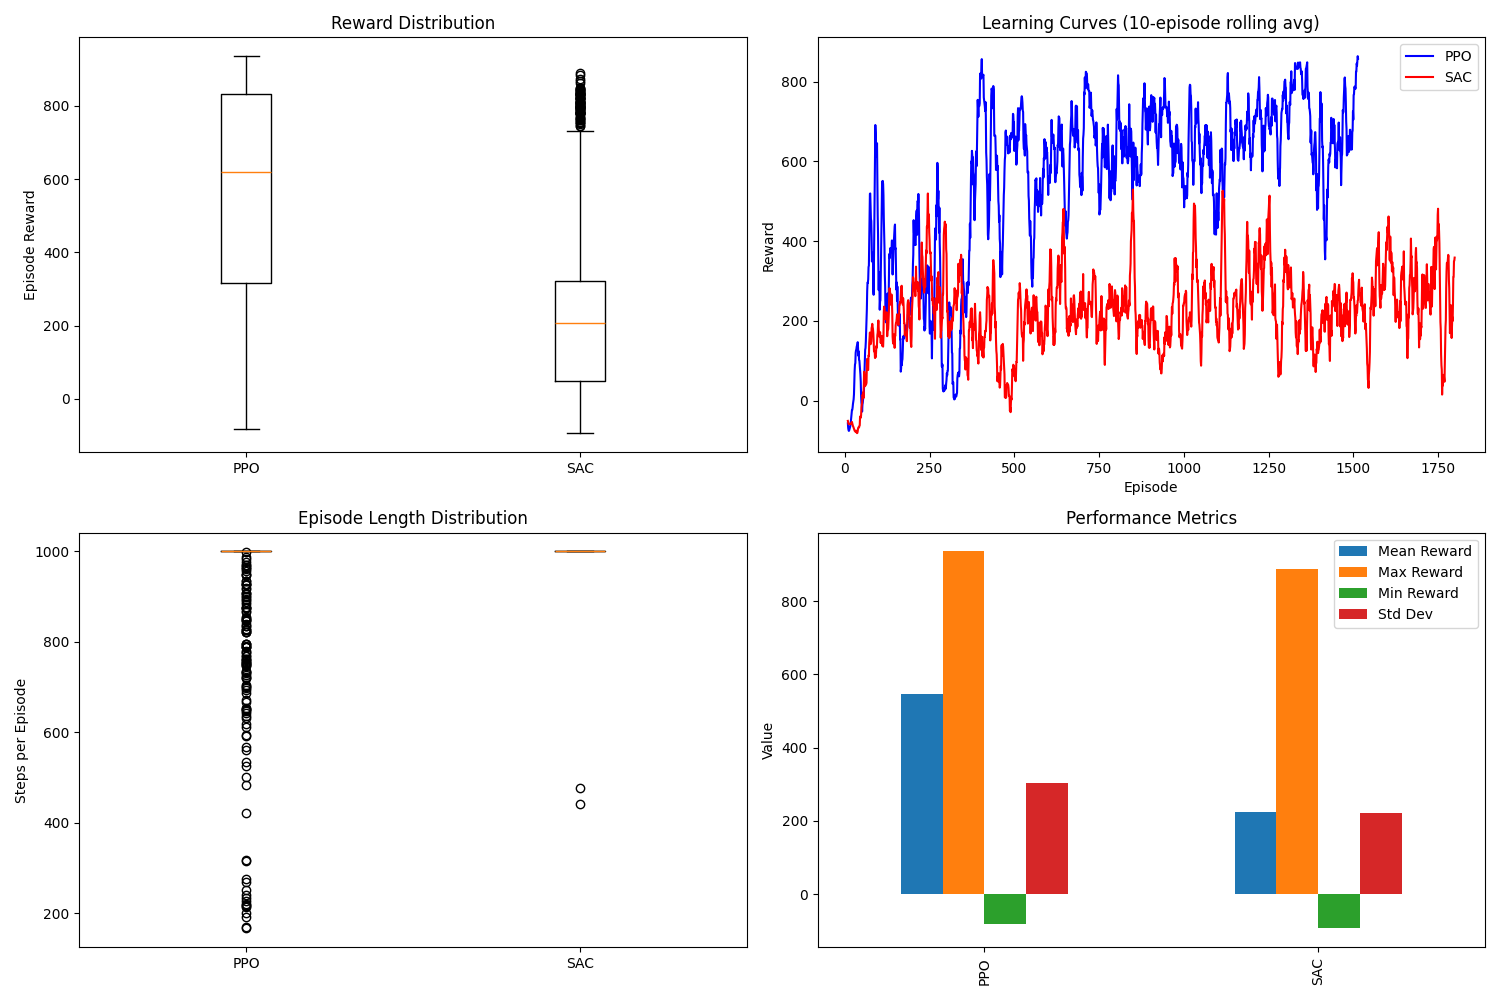 Reward Distribution
Episode Reward
800
600
400
200
0
PPO
SAC
Learning Curves (10-episode rolling avg)
PPO
SAC
Reward
800
600
400
200
0
0
250
500
750
1000
1250
1500
1750
Episode
Episode Length Distribution
Steps per Episode
1000
800
600
400
200
PPO
SAC
Performance Metrics
Mean Reward
Max Reward
Min Reward
Std Dev
Value
800
600
400
200
0
PPO
SAC